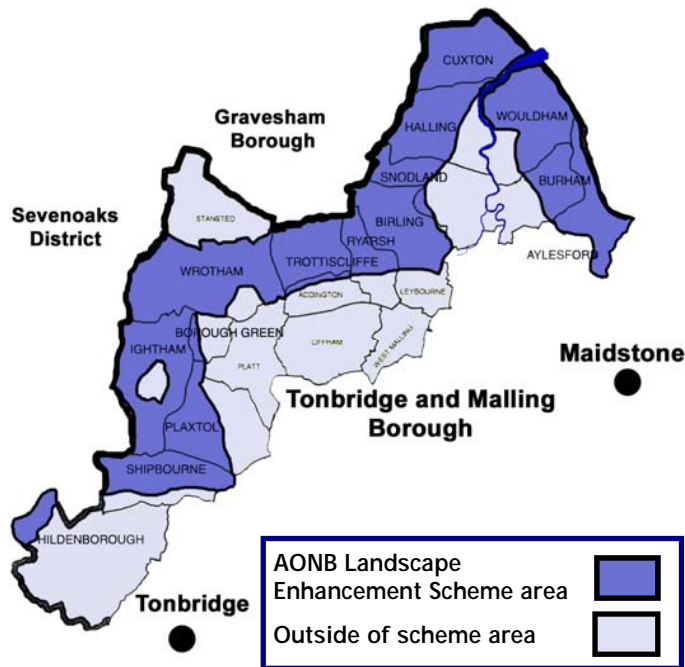 CUXTON
Gravesham
Borough
HALLING
WOULDHAM
SNODLAND
BURHAM
Sevenoaks
District
STANSTED
BIRLING
RYARSH
WROTHAM
TROTTISCLIFFE
AYLESFORD
ADDINGTON
LEYBOURNE
BOROUGH GREEN
IGHTHAM
OFFHAM
WEST MALLING
PLATT
Maidstone
Tonbridge and Malling
Borough
PLAXTOL
SHIPBOURNE
HILDENBOROUGH
Tonbridge
AONB Landscape
Enhancement Scheme area
Outside of scheme area